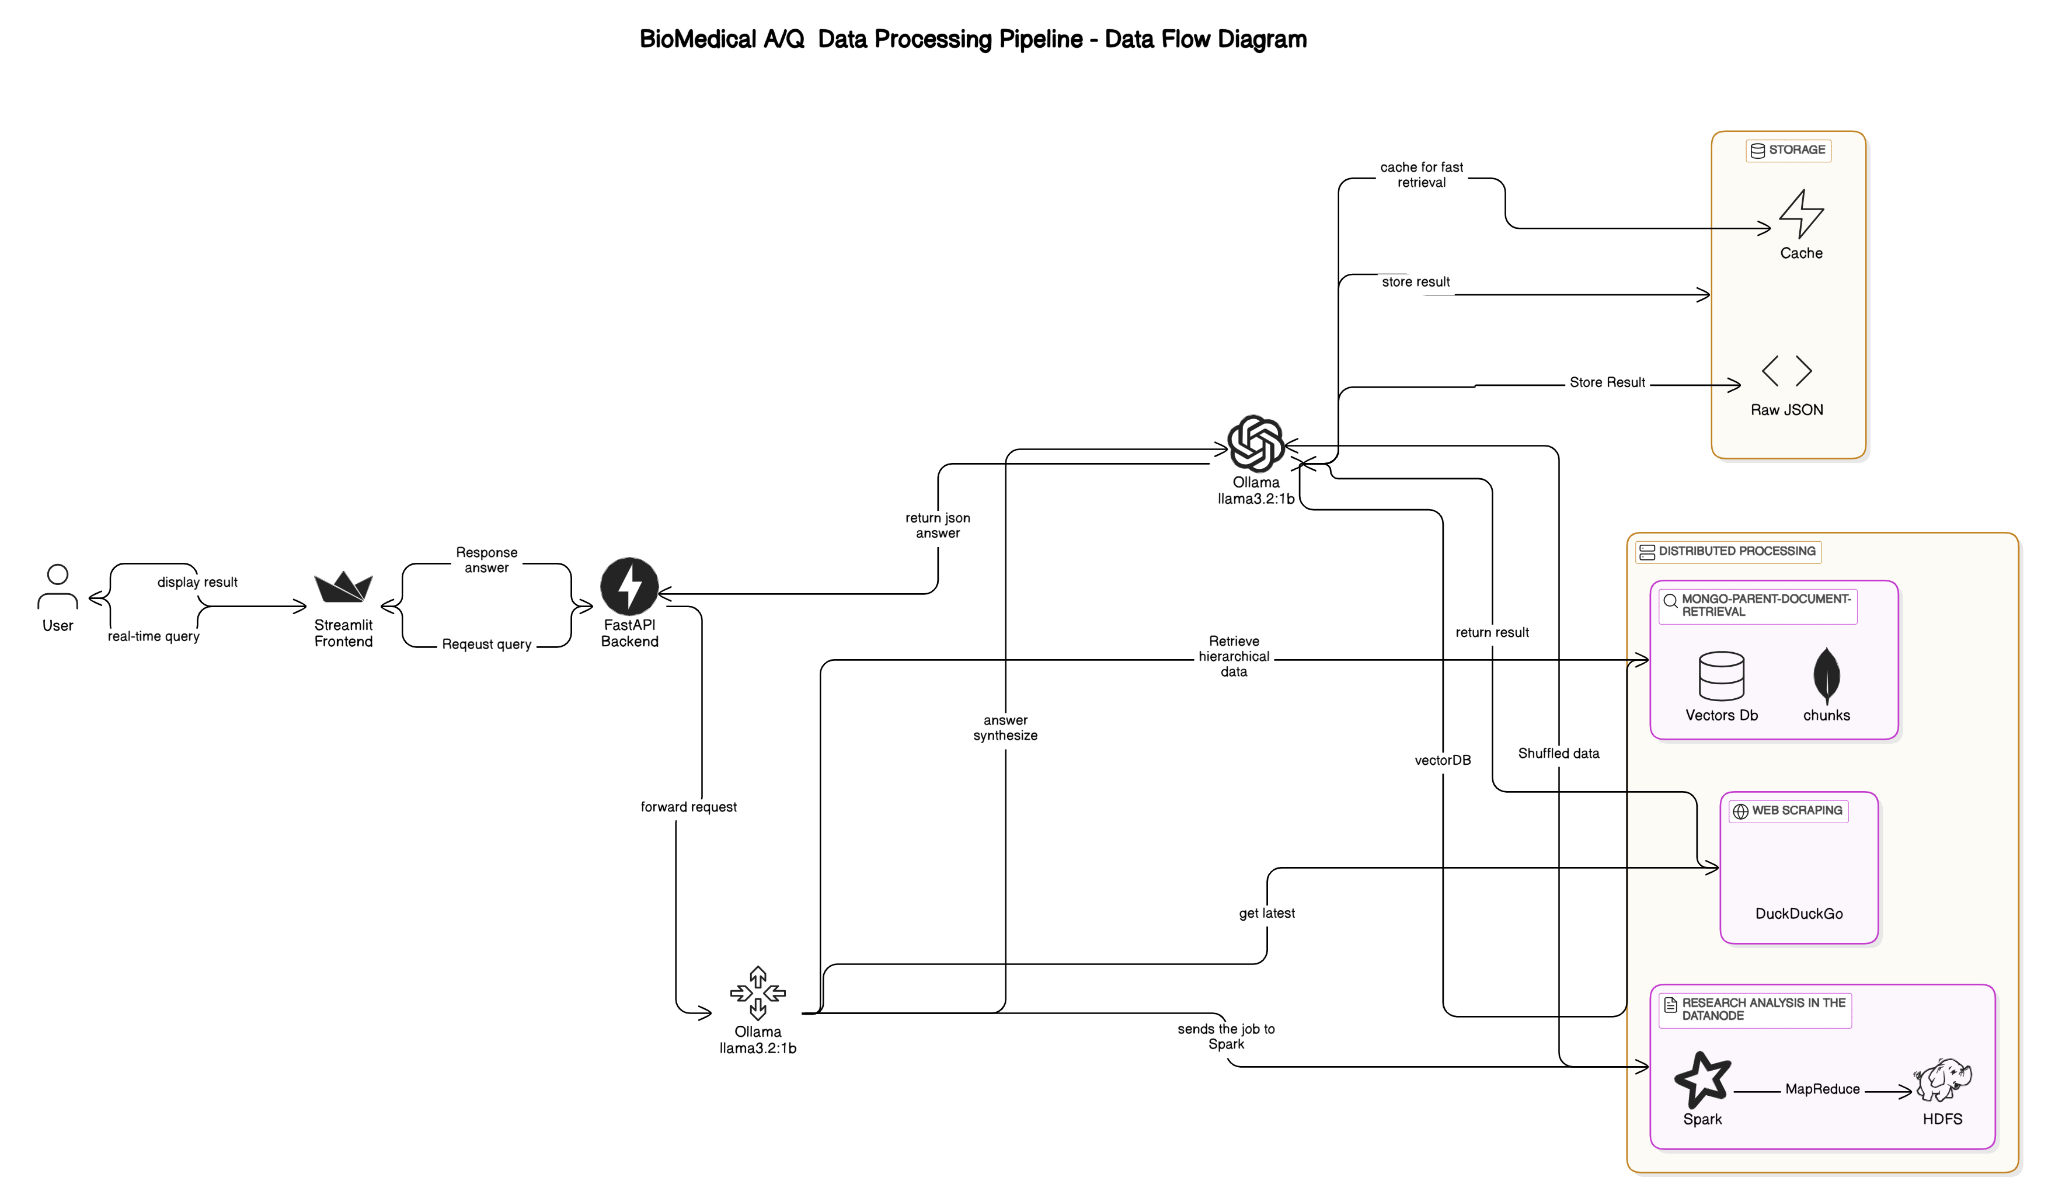 BioMedical A/Q  Data Processing Pipeline - Data Flow Diagram
STORAGE
cache for fast
retrieval
Cache
store result
Store Result
Raw JSON
Ollama
llama3.2:1b
return json
answer
DISTRIBUTED PROCESSING
Response
answer
display result
real-time query
User
Streamlit
Frontend
Reqeust query
FastAPI
Backend
MONGO-PARENT-DOCUMENT-
RETRIEVAL
Vectors Db
chunks
return result
Retrieve
hierarchical
data
answer
synthesize
vectorDB
Shuffled data
forward request
WEB SCRAPING
DuckDuckGo
get latest
Ollama
llama3.2:1b
sends the job to
Spark
RESEARCH ANALYSIS IN THE
DATANODE
Spark
MapReduce
HDFS